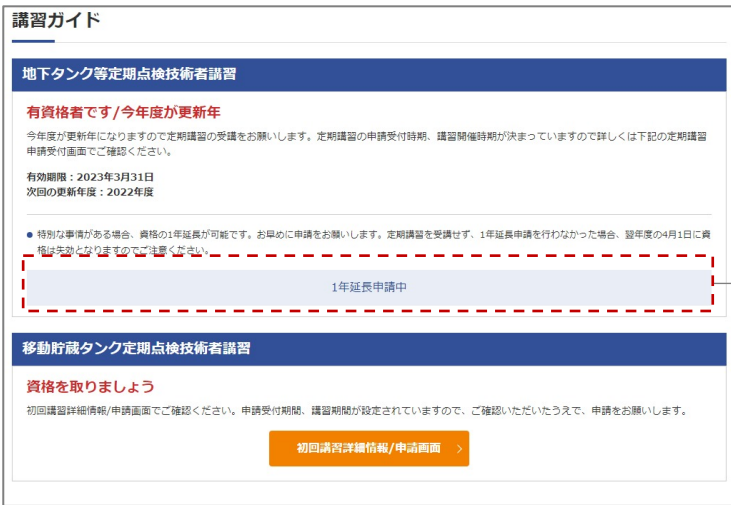 講習ガイド
地下タンク等定期点検技術者講習
有資格者です/今年度が更新年
今年度が更新年になりますので定期講習の受講をお願いします。定期講習の申請受付時期、講習開催時期が決まっていますので詳しくは下記の定期講習
申請受付画面でご確認ください。
有効期限：2023年3月31日
次回の更新年度：2022年度
● 特別な事情がある場合、資格の1年延長が可能です。お早めに申請をお願いします。定期講習を受講せず、1年延長申請を行わなかった場合、翌年度の4月1日に資
格は失効となりますのでご注意ください。
1年延長申請中
移動貯蔵タンク定期点検技術者講習
資格を取りましょう
初回講習詳細情報/申請画面でご確認ください。申請受付期間、講習期間が設定されていますので、ご確認いただいたうえで、申請をお願いします。
初回講習詳細情報/申請画面